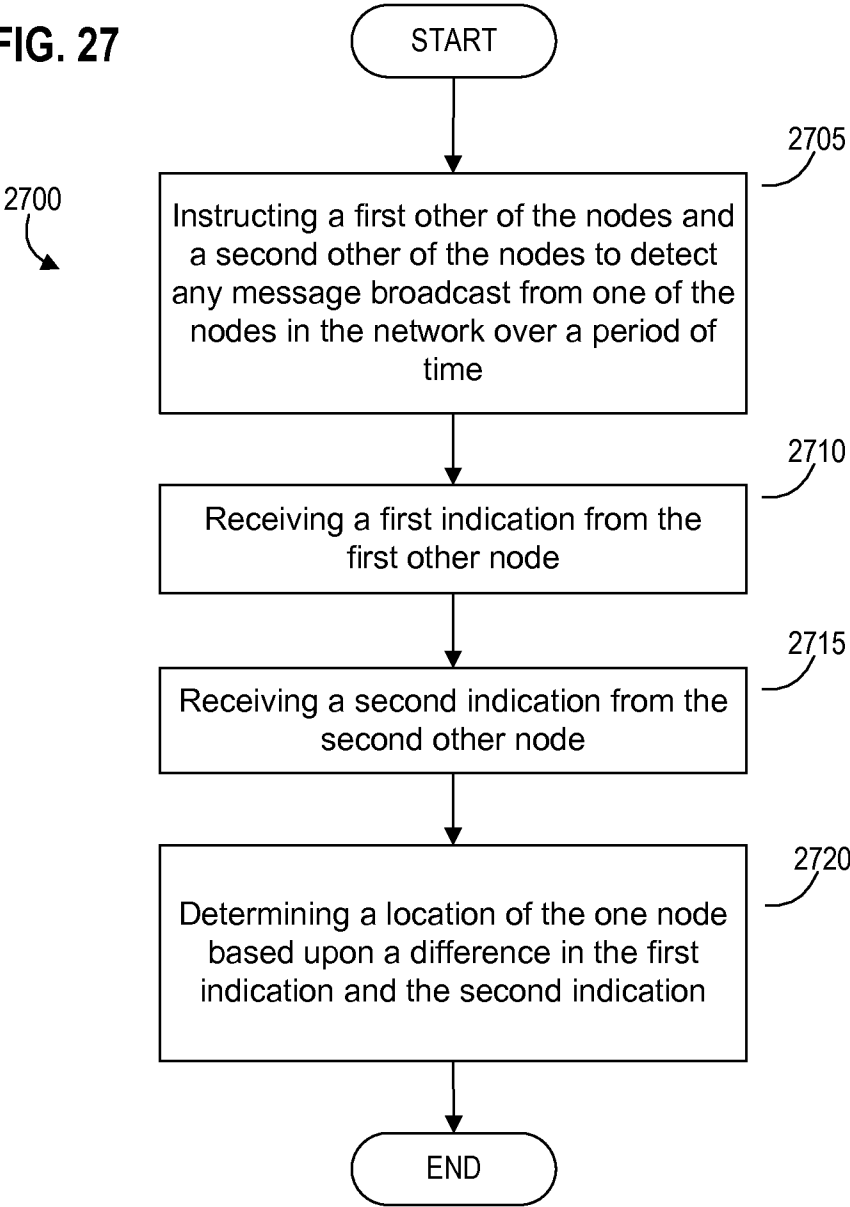 FIG. 27
START
2700
2705
Instructing a first other of the nodes and
a second other of the nodes to detect
any message broadcast from one of the
nodes in the network over a period of
time
2710
Receiving a first indication from the
first other node
2715
Receiving a second indication from the
second other node
2720
Determining a location of the one node
based upon a difference in the first
indication and the second indication
END